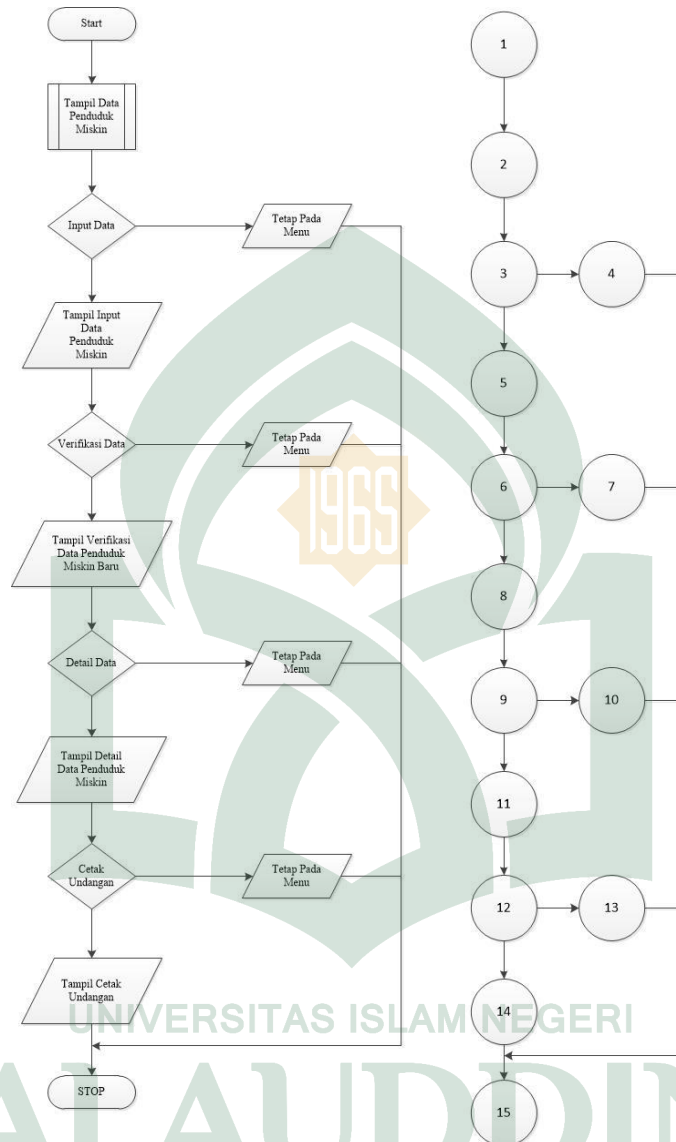 Start
Tampil Data
Penduduk
Miskin
Input Data
Tetap Pada
Menu
Tampil Input
Data
Penduduk
Miskin
Verifikasi Data
Tetap Pada
Menu
Tampil Verifikasi
Data Penduduk
Miskin Baru
Detail Data
Tetap Pada
Menu
Tampil Detail
Data Penduduk
Miskin
Cetak
Undangan
Tetap Pada
Menu
Tampil Cetak
Undangan
STOP
1
2
3
4
5
6
7
8
9
10
11
12
13
14
15
1965
UNIVERSITAS ISLAM NEGERI
ALAUDDIN